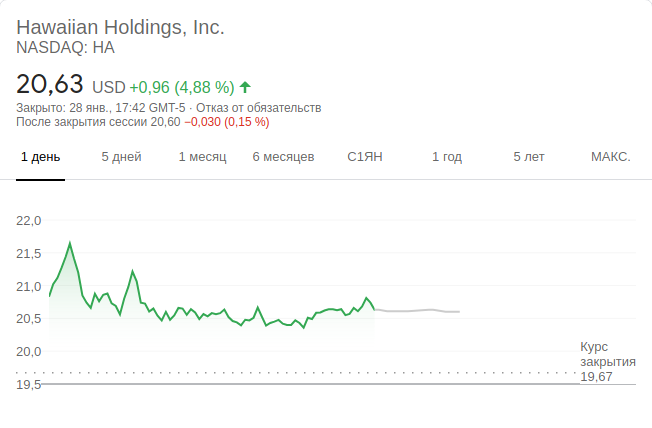 Hawaiian Holdings, Inc.
NASDAQ: HA
20,63 USD +0,96 (4,88 %)
Закрыто: 28 янв., 17:42 GMT-5 · Отказ от обязательств
После закрытия сессии 20,60 −0,030 (0,15 %)
1 день 5 дней 1 месяц 6 месяцев С1ЯН 1 год 5 лет МАКС.
22,0
21,5
21,0
20,5
20,0
Курс
закрытия
19,67
19,5